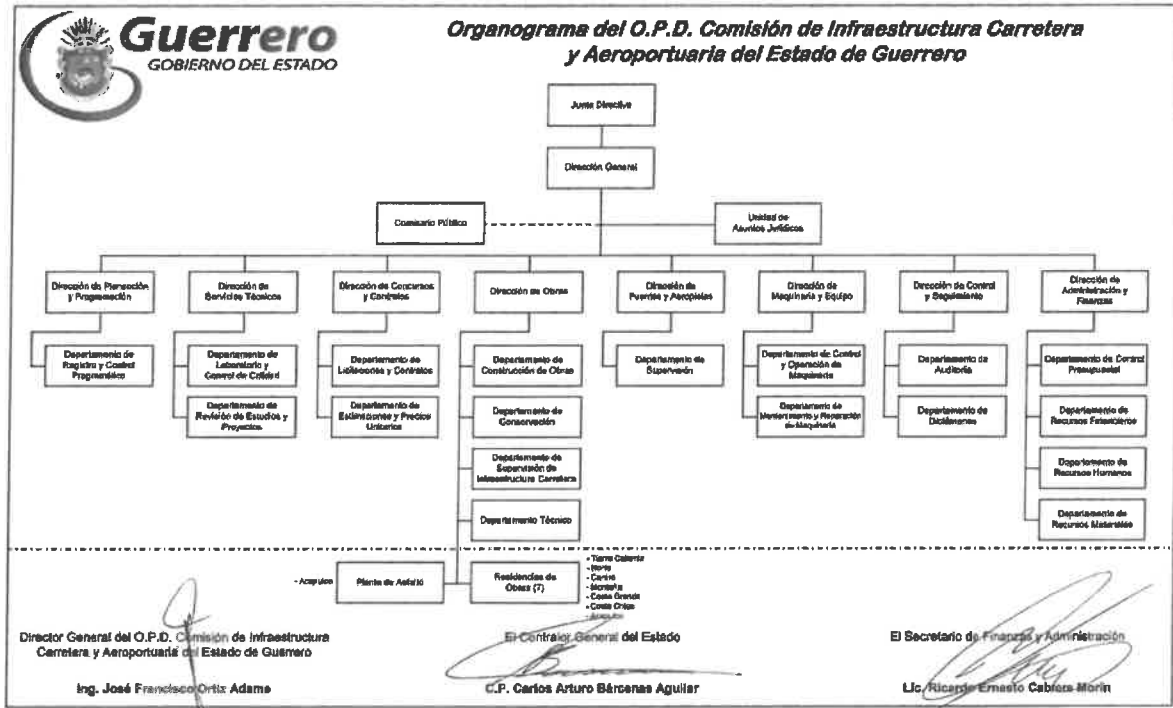 Guerrero
GOBIERNO DEL ESTADO
Organograma del O.P.D. Comisión de Infraestructura Carretera
y Aeroportuaria del Estado de Guerrero
Junta Directiva
Dirección General
Comisario Público
Unidad de
Asuntos Jurídicos
Dirección de Planeación
y Programación
Dirección de
Servicios Técnicos
Dirección de Concursos
y Contratos
Dirección de Obras
Dirección de
Puentes y Aeropistas
Dirección de
Maquinaria y Equipo
Dirección de Control
y Seguimiento
Dirección de
Administración y
Finanzas
Departamento de
Registro y Control
Programático
Departamento de
Laboratorio y
Control de Calidad
Departamento de
Licitaciones y Contratos
Departamento de
Construcción de Obras
Departamento de
Supervisión
Departamento de Control
y Operación de
Maquinaria
Departamento de
Auditoría
Departamento de Control
Presupuestal
Departamento de
Revisión de Estudios y
Proyectos
Departamento de
Estimaciones y Precios
Unitarios
Departamento de
Conservación
Departamento de
Mantenimiento y Reparación
de Maquinaria
Departamento de
Dictámenes
Departamento de
Recursos Financieros
Departamento de
Supervisión de
Infraestructura Carretera
Departamento de
Recursos Humanos
Departamento Técnico
Departamento de
Recursos Materiales
- Acapulco
Planta de Asfalto
Residencias de
Obras (7)
- Tierra Caliente
- Norte
- Centro
- Montaña
- Costa Grande
- Costa Chica
- Acapulco
Director General del O.P.D. Comisión de Infraestructura
Carretera y Aeroportuaria del Estado de Guerrero
Ing. José Francisco Ortiz Adame
El Contralor General del Estado
C.P. Carlos Arturo Bárcenas Aguilar
El Secretario de Finanzas y Administración
Lic. Ricardo Ernesto Cabrera Morín